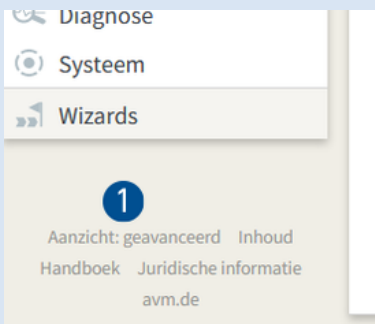 Diagnose
Systeem
Wizards
1
Aanzicht: geavanceerd Inhoud
Handboek Juridische informatie
avm.de